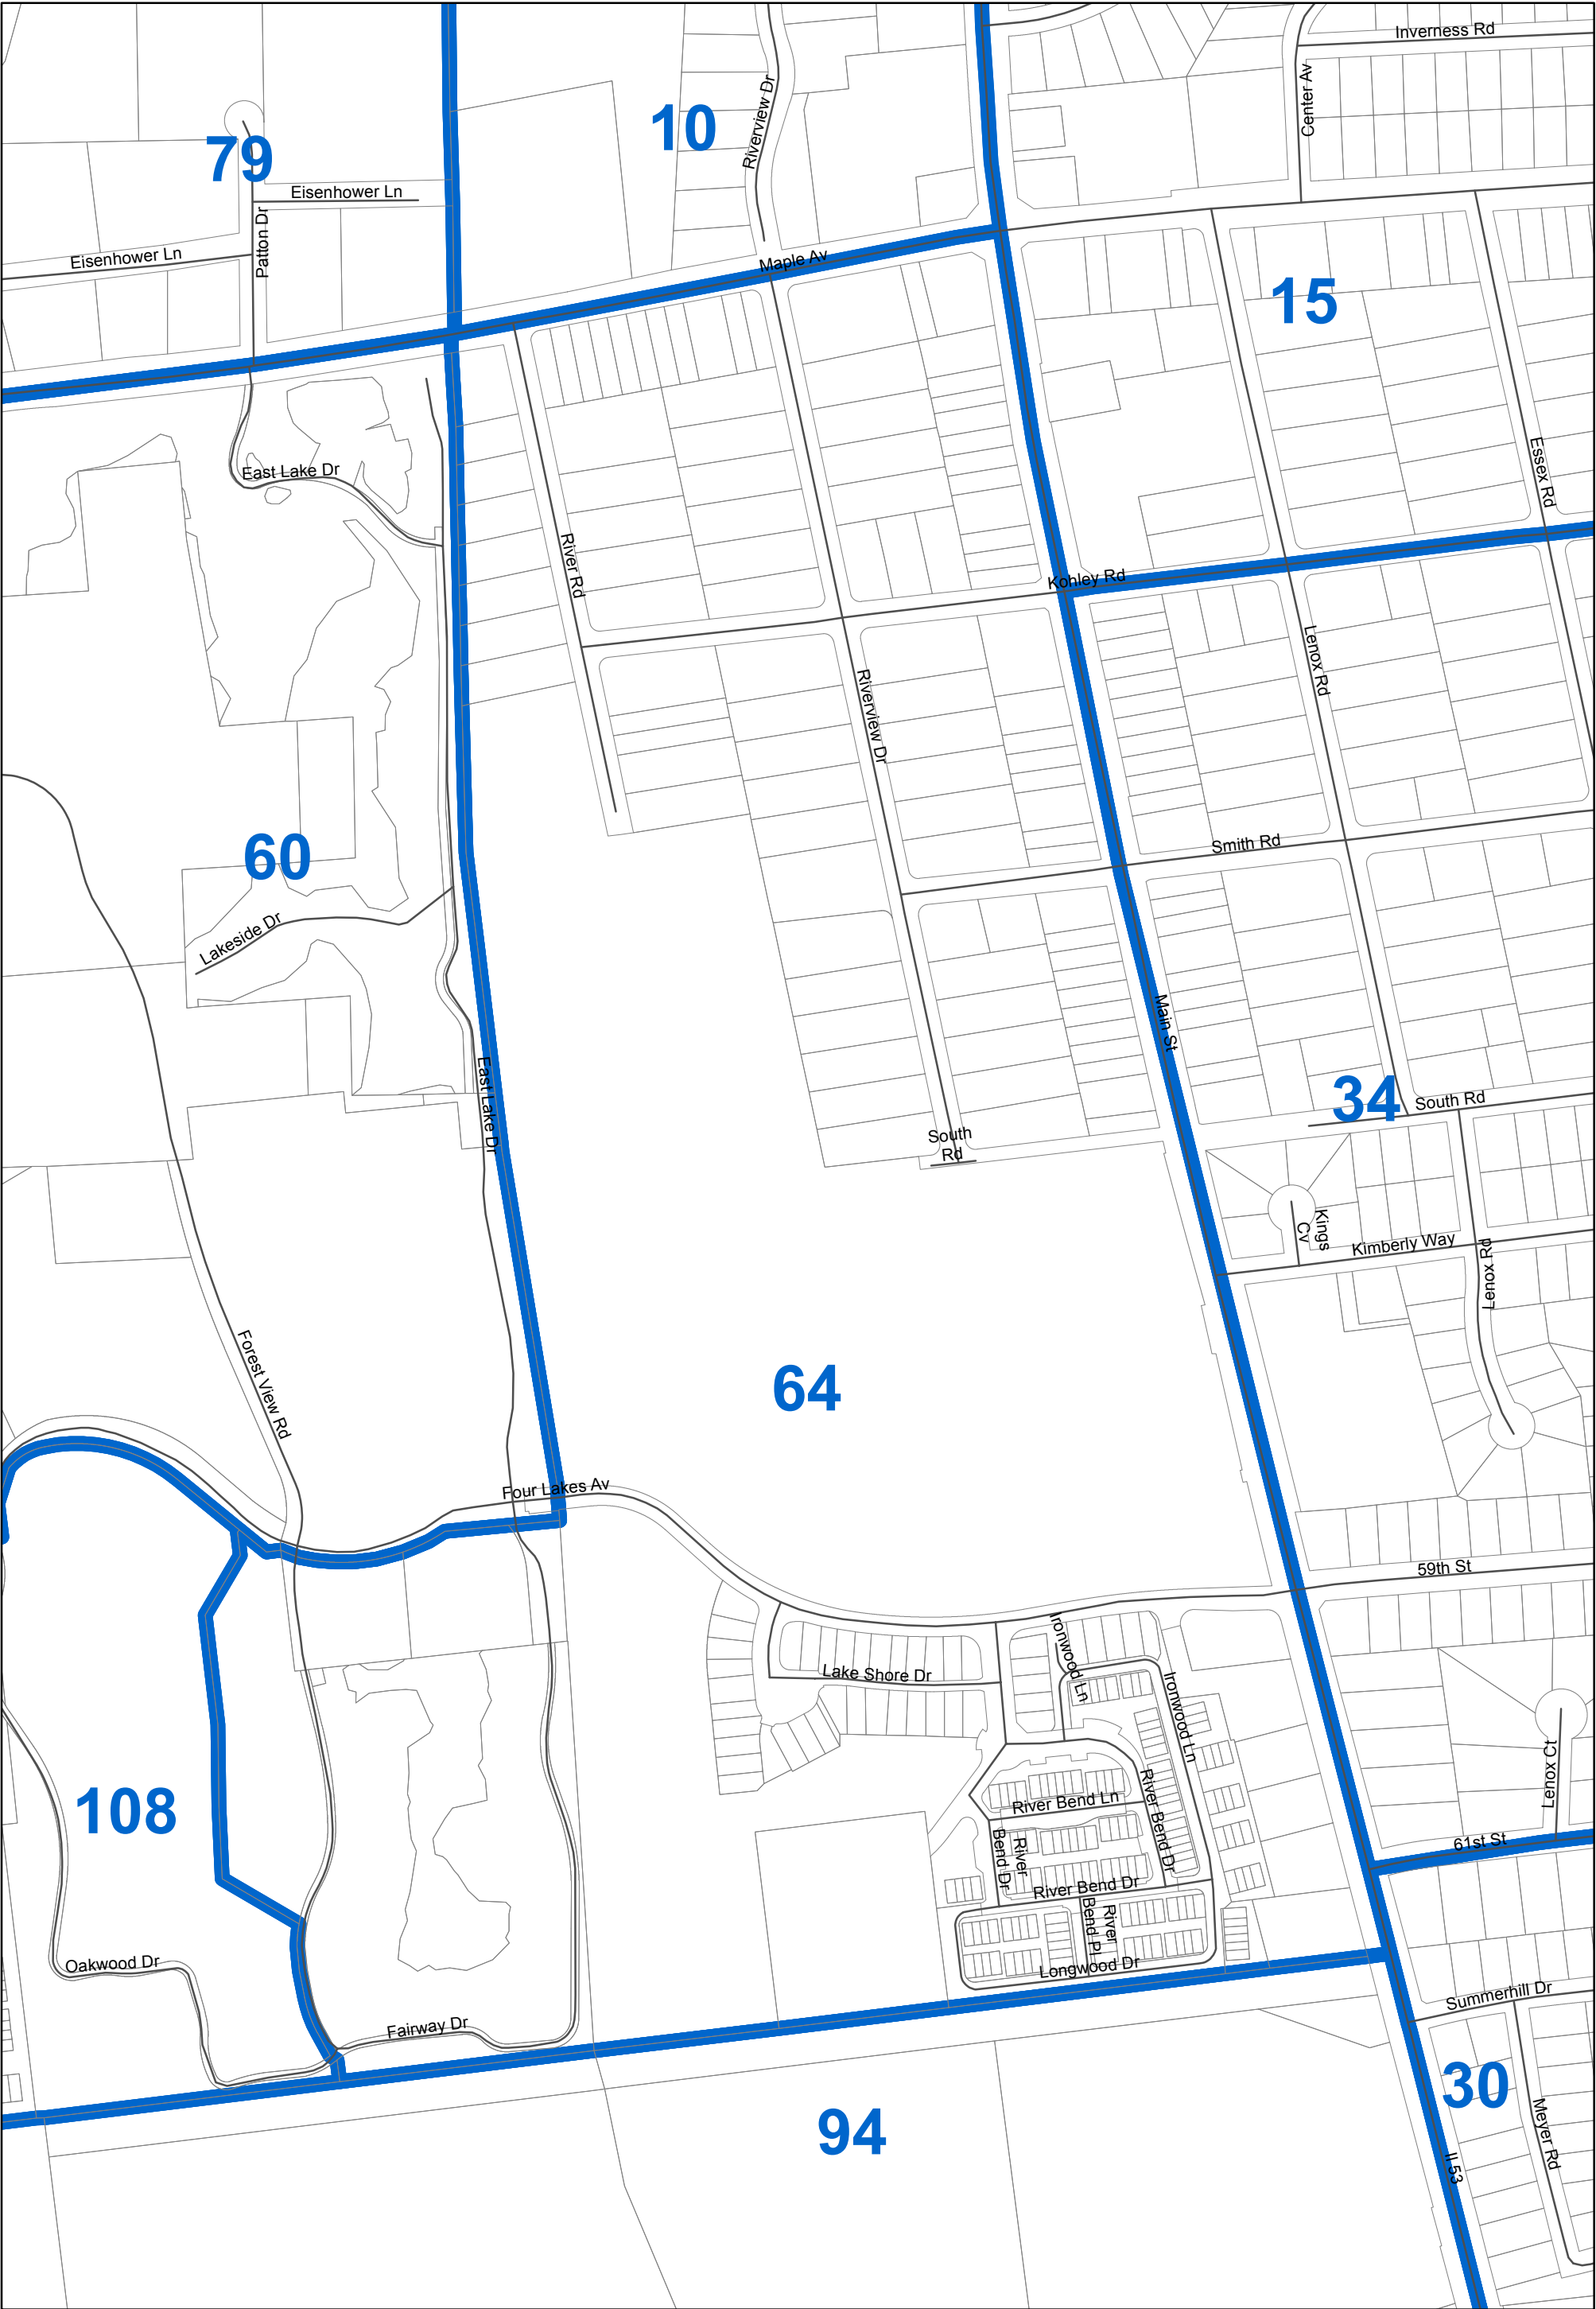 Inverness Rd
Center Av
Riverview Dr
10
79
Eisenhower Ln
Patton Dr
Eisenhower Ln
Maple Av
15
East Lake Dr
Essex Rd
River Rd
Kohley Rd
Lenox Rd
Riverview Dr
60
Smith Rd
Lakeside Dr
Main St
East Lake Dr
34
South Rd
South
Rd
Kings
Cv
Kimberly Way
Lenox Rd
Forest View Rd
64
Four Lakes Av
59th St
Ironwood Ln
Lake Shore Dr
Ironwood Ln
Lenox Ct
108
River Bend Ln
River Bend Dr
River
Bend Dr
61st St
River Bend Dr
River
Bend Pl
Oakwood Dr
Longwood Dr
Summerhill Dr
Fairway Dr
30
94
Meyer Rd
Il 53